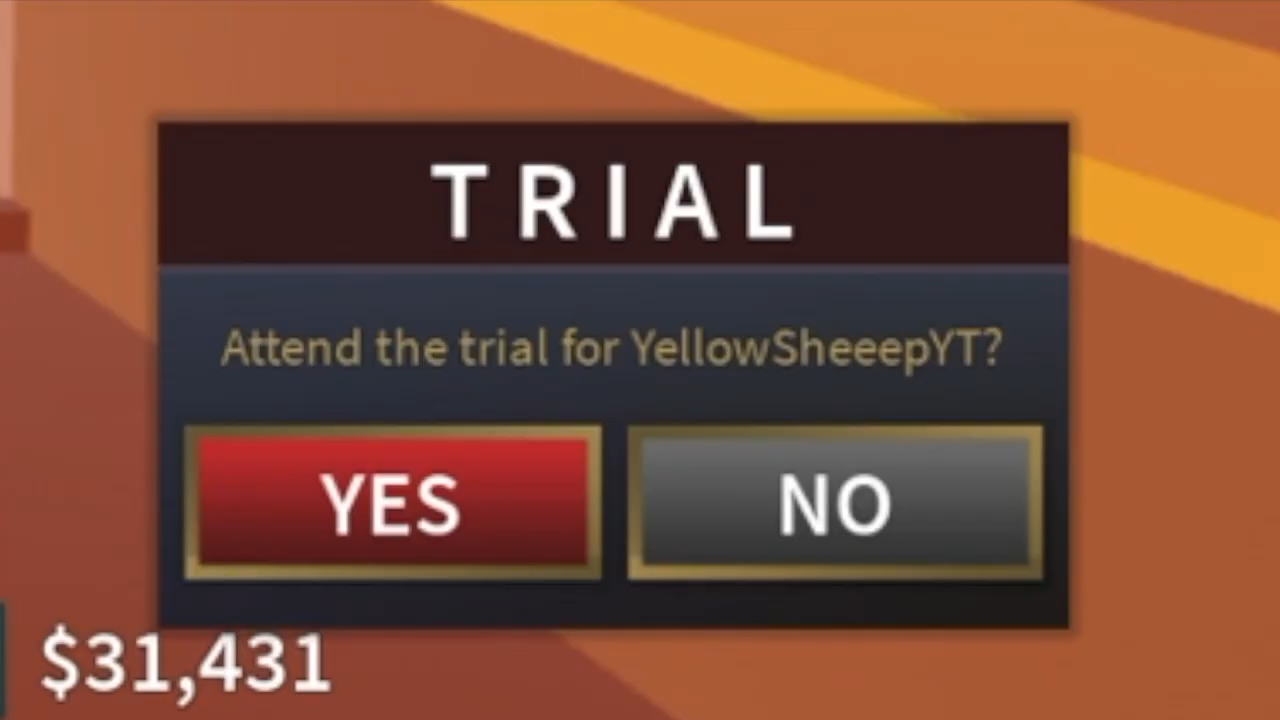 TRIAL
Attend the trial for YellowSheeepYT?
YES NO
$31,431